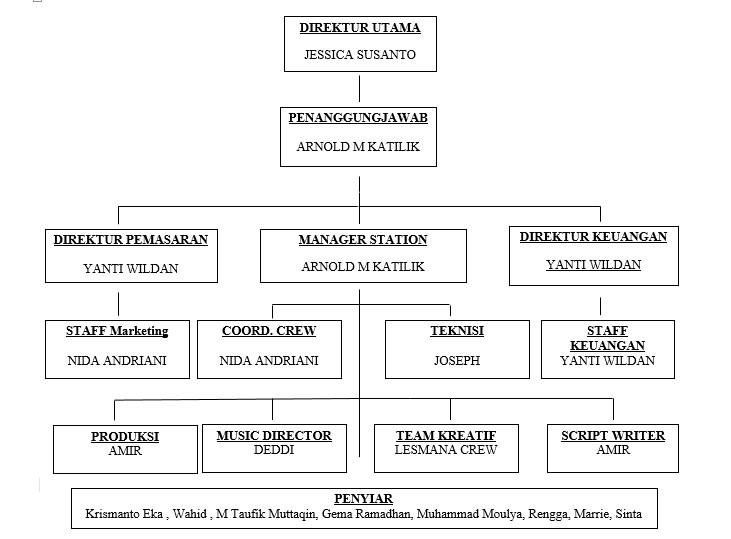 DIREKTUR UTAMA
JESSICA SUSANTO
PENANGGUNGJAWAB
ARNOLD M KATILIK
DIREKTUR PEMASARAN
YANTI WILDAN
MANAGER STATION
ARNOLD M KATILIK
DIREKTUR KEUANGAN
YANTI WILDAN
STAFF Marketing
NIDA ANDRIANI
COORD. CREW
NIDA ANDRIANI
TEKNISI
JOSEPH
STAFF
KEUANGAN
YANTI WILDAN
PRODUKSI
AMIR
MUSIC DIRECTOR
DEDDI
TEAM KREATIF
LESMANA CREW
SCRIPT WRITER
AMIR
PENYIAR
Krismanto Eka , Wahid , M Taufik Muttaqin, Gema Ramadhan, Muhammad Moulya, Rengga, Marrie, Sinta